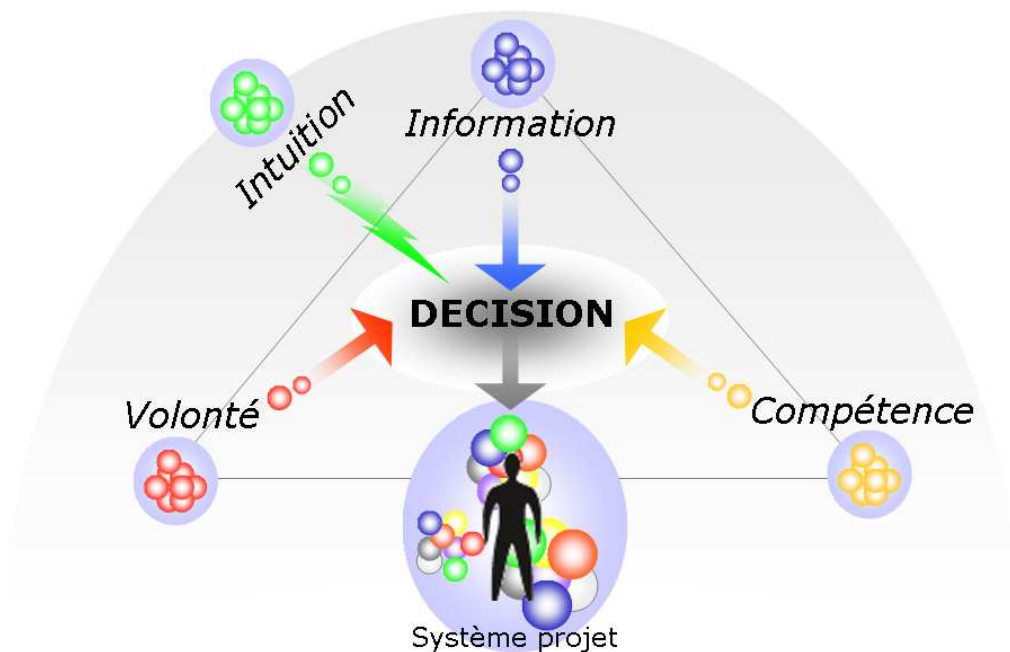 Intuition
Information
DECISION
Volonté
Compétence
Système projet